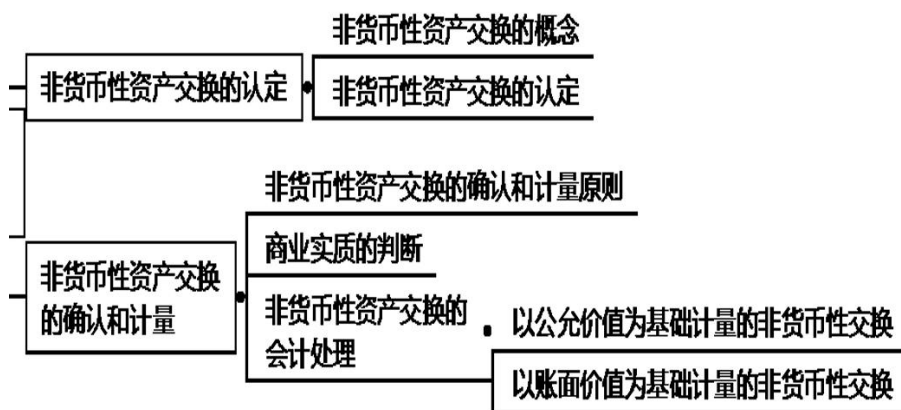 非货币性资产交换的概念
非货币性资产交换的认定
非货币性资产交换的认定
非货币性资产交换的确认和计量原则
商业实质的判断
非货币性资产交换
的确认和计量
非货币性资产交换的
会计处理
以公允价值为基础计量的非货币性交换
以账面价值为基础计量的非货币性交换